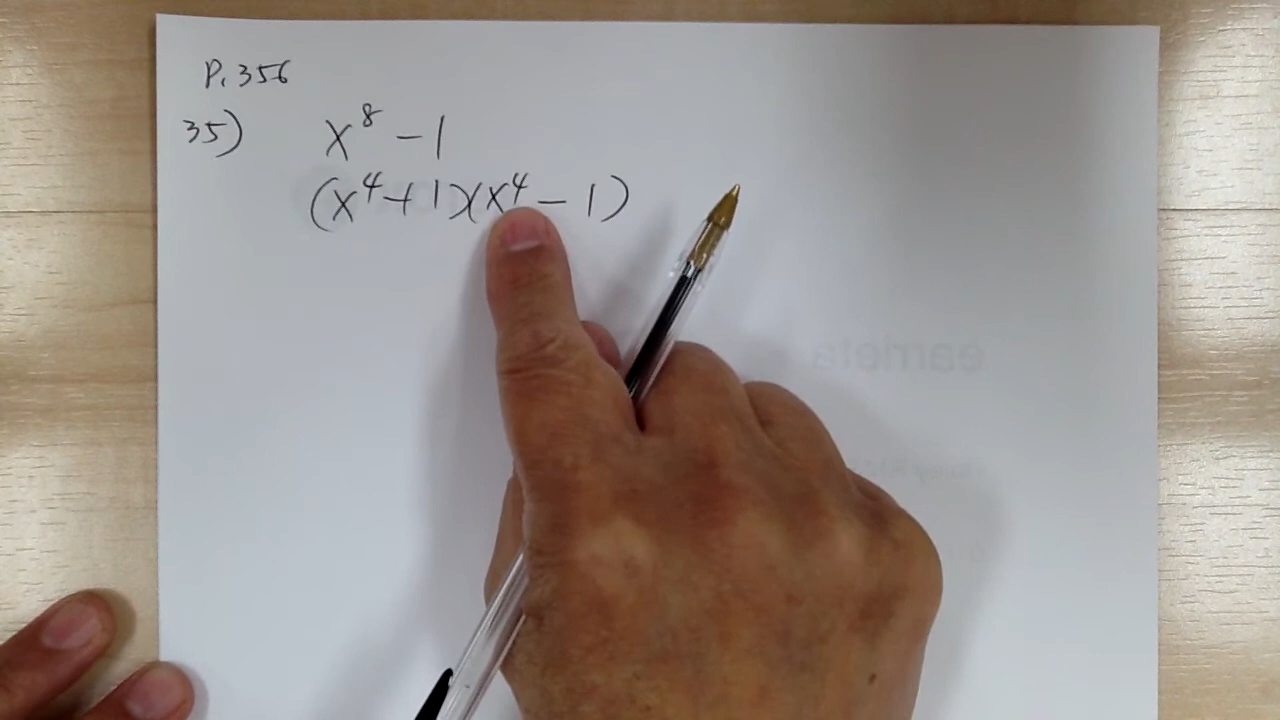 P. 356
35) x⁸ - 1
(x⁴+1)(x⁴-1)